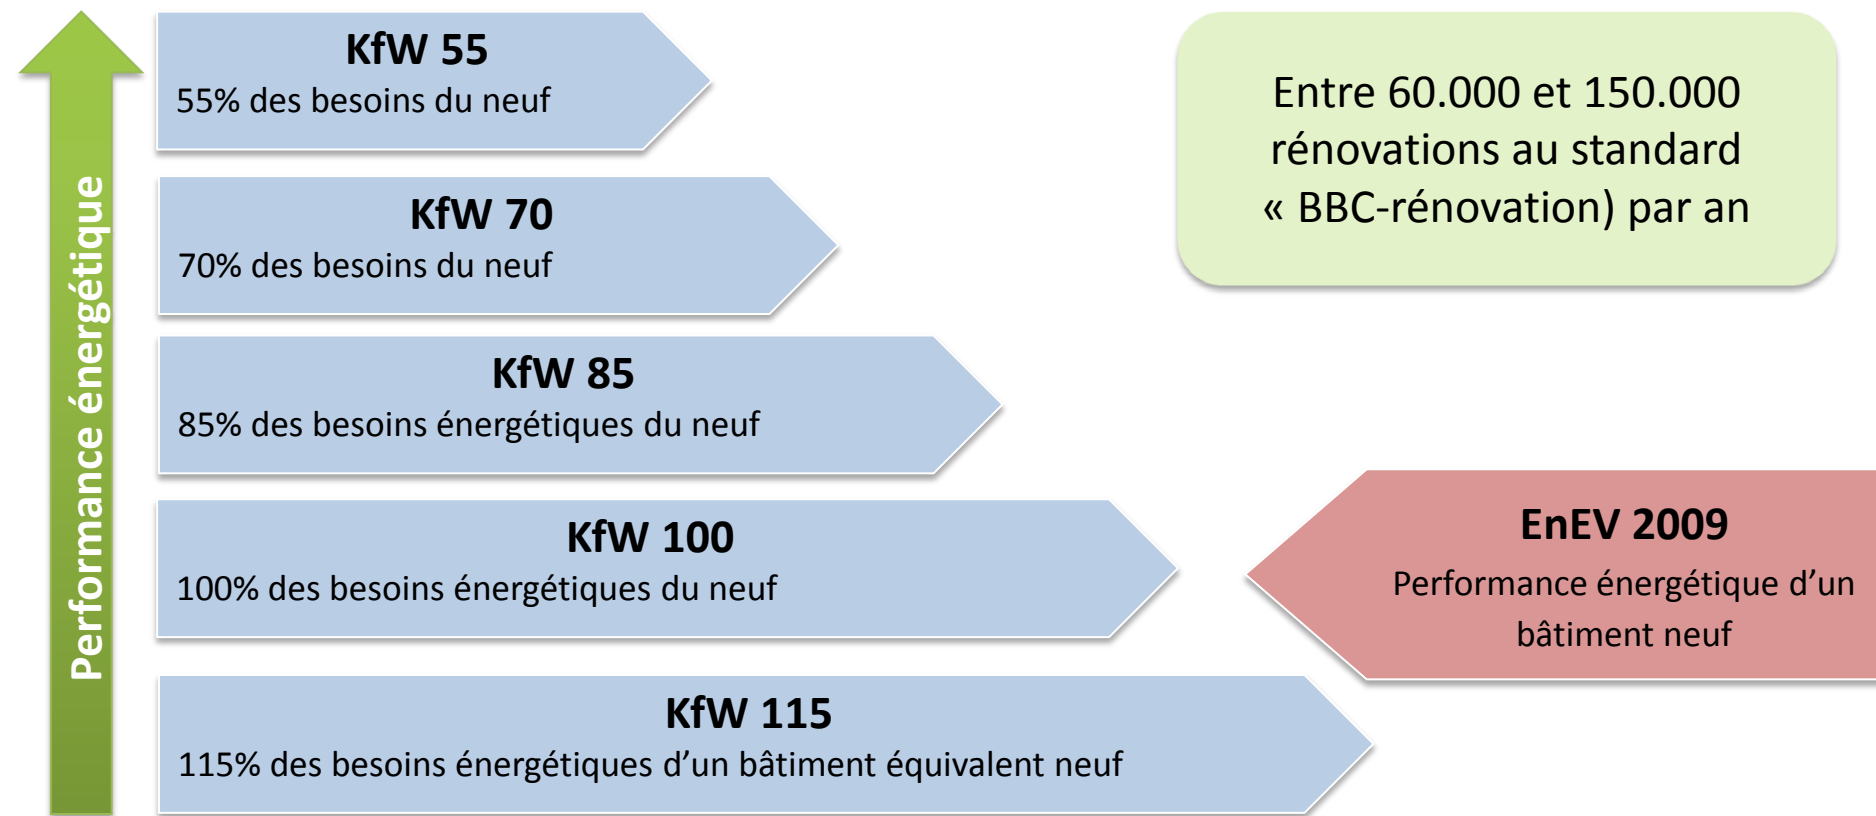 Performance énergétique
KfW 55
55% des besoins du neuf
KfW 70
70% des besoins du neuf
KfW 85
85% des besoins énergétiques du neuf
KfW 100
100% des besoins énergétiques du neuf
KfW 115
115% des besoins énergétiques d’un bâtiment équivalent neuf
Entre 60.000 et 150.000
rénovations au standard
« BBC-rénovation) par an
EnEV 2009
Performance énergétique d’un
bâtiment neuf